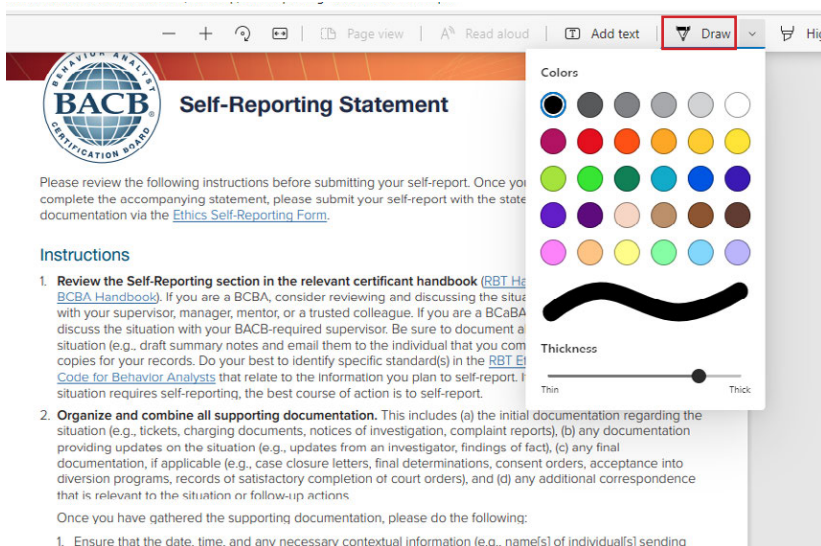 Page view Read aloud Add text Draw Hig
Colors
BEHAVIOR ANALYST
BACB
CERTIFICATION BOARD
Self-Reporting Statement
Please review the following instructions before submitting your self-report. Once you
complete the accompanying statement, please submit your self-report with the state
documentation via the Ethics Self-Reporting Form.
Instructions
1. Review the Self-Reporting section in the relevant certificant handbook (RBT Ha
BCBA Handbook). If you are a BCBA, consider reviewing and discussing the situa
with your supervisor, manager, mentor, or a trusted colleague. If you are a BCaBA
discuss the situation with your BACB-required supervisor. Be sure to document a
situation (e.g., draft summary notes and email them to the individual that you com
copies for your records. Do your best to identify specific standard(s) in the RBT Et
Code for Behavior Analysts that relate to the information you plan to self-report. I
situation requires self-reporting, the best course of action is to self-report.
Thickness
Thin Thick
2. Organize and combine all supporting documentation. This includes (a) the initial documentation regarding the
situation (e.g., tickets, charging documents, notices of investigation, complaint reports), (b) any documentation
providing updates on the situation (e.g., updates from an investigator, findings of fact), (c) any final
documentation, if applicable (e.g., case closure letters, final determinations, consent orders, acceptance into
diversion programs, records of satisfactory completion of court orders), and (d) any additional correspondence
that is relevant to the situation or follow-up actions
Once you have gathered the supporting documentation, please do the following:
1. Ensure that the date, time, and any necessary contextual information (e.g., name[s] of individual[s] sending